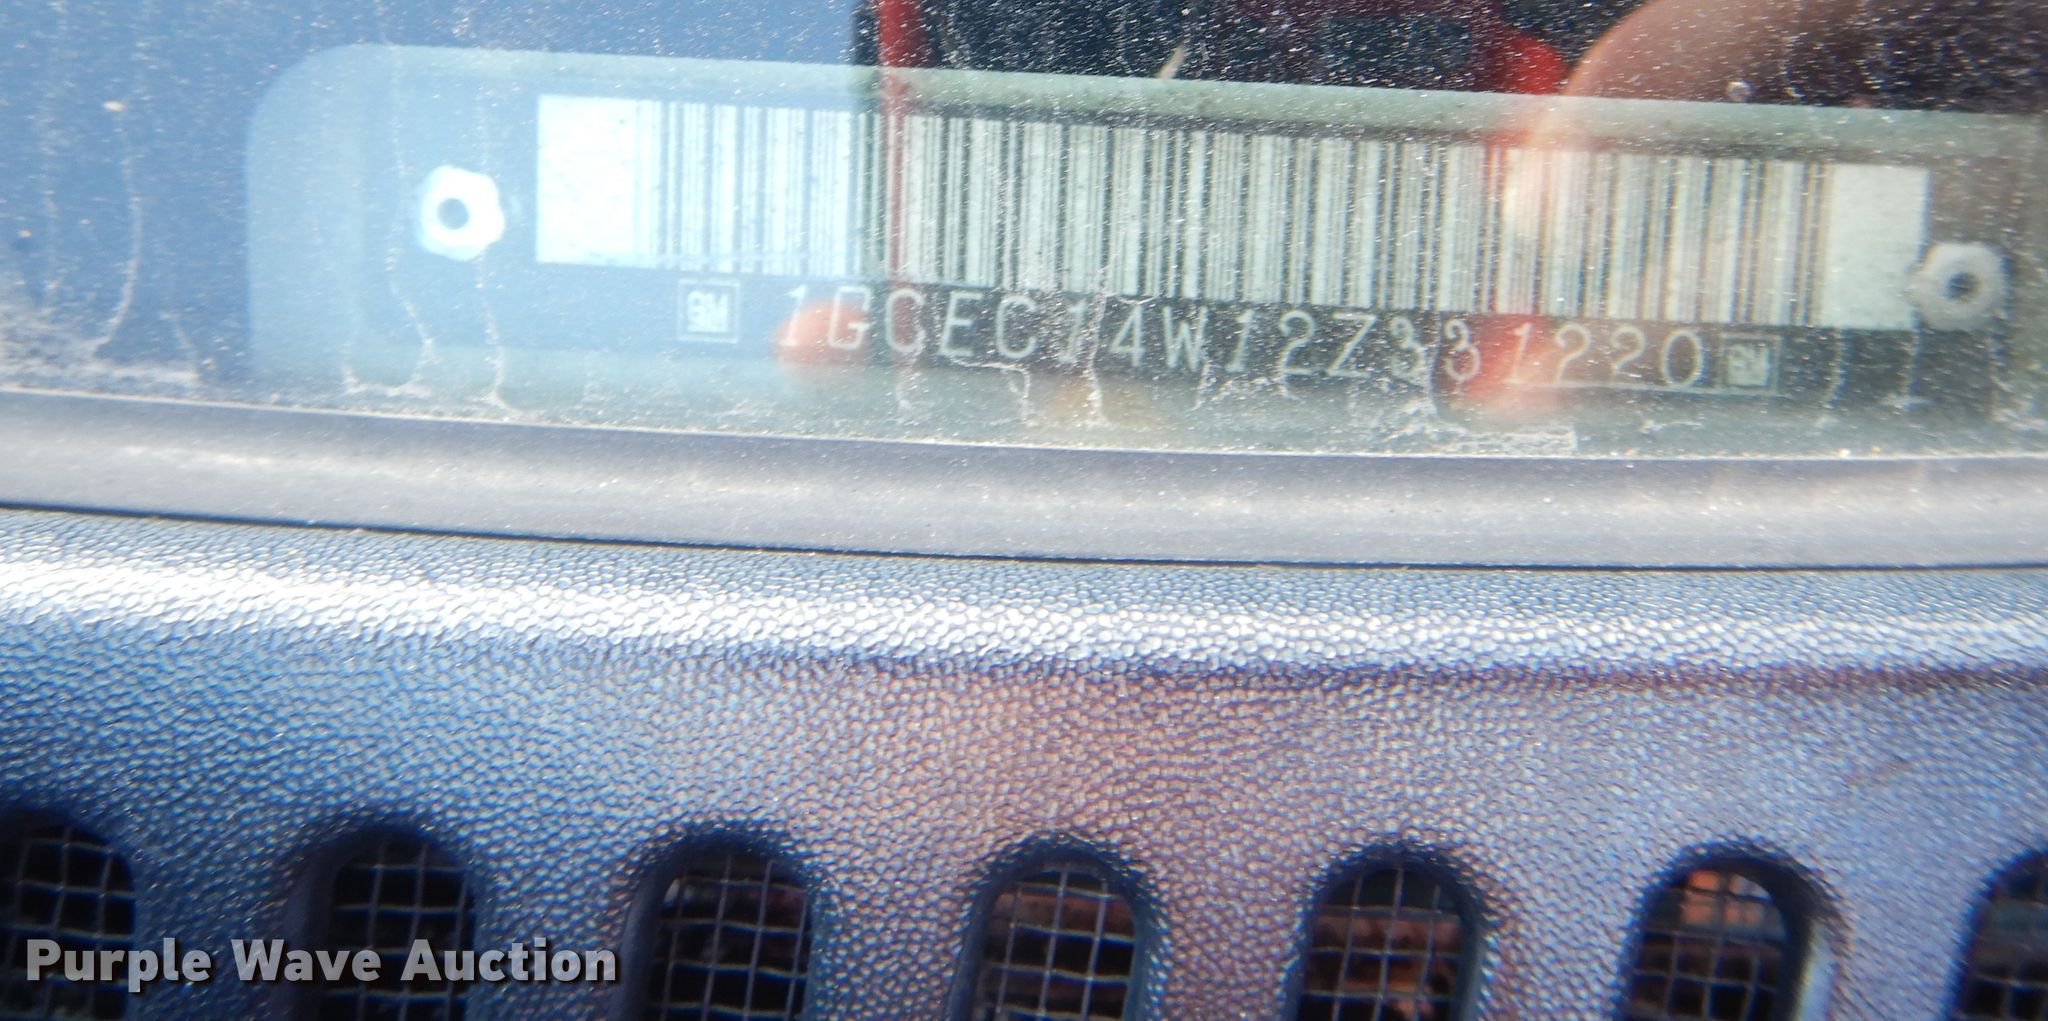 GM 1GCEC14W12Z331220 GM
Purple Wave Auction